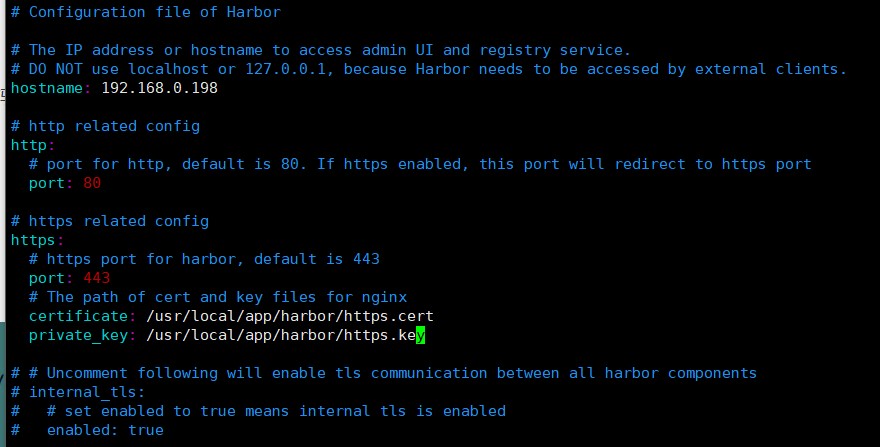 # Configuration file of Harbor
# The IP address or hostname to access admin UI and registry service.
# DO NOT use localhost or 127.0.0.1, because Harbor needs to be accessed by external clients.
hostname: 192.168.0.198
# http related config
http:
  # port for http, default is 80. If https enabled, this port will redirect to https port
  port: 80
# https related config
https:
  # https port for harbor, default is 443
  port: 443
  # The path of cert and key files for nginx
  certificate: /usr/local/app/harbor/https.cert
  private_key: /usr/local/app/harbor/https.key
# # Uncomment following will enable tls communication between all harbor components
# internal_tls:
#   # set enabled to true means internal tls is enabled
#   enabled: true